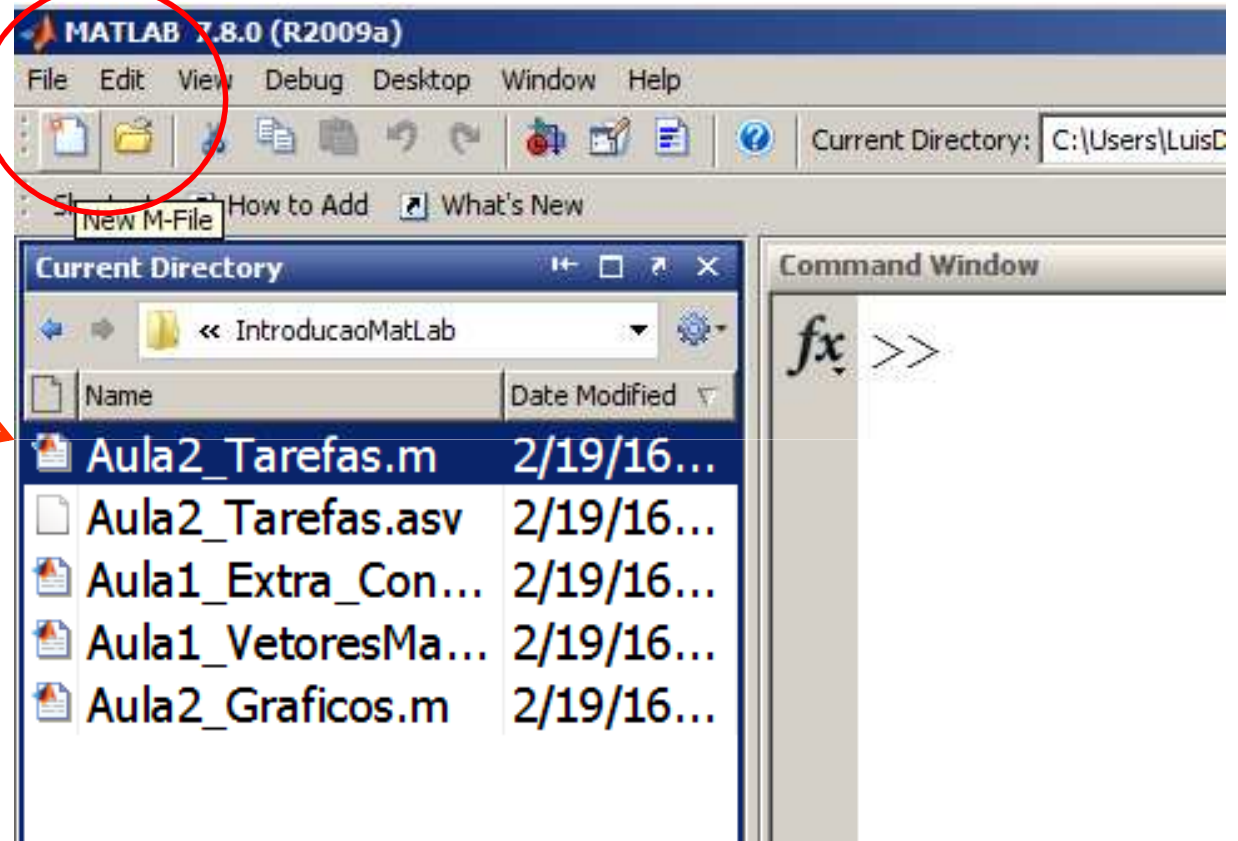 MATLAB 7.8.0 (R2009a)
File Edit View Debug Desktop Window Help
Current Directory: C:\Users\LuisD
How to Add What's New
New M-File
Current Directory
« IntroducaoMatLab
Name Date Modified
Aula2_Tarefas.m 2/19/16...
Aula2_Tarefas.asv 2/19/16...
Aula1_Extra_Con... 2/19/16...
Aula1_VetoresMa... 2/19/16...
Aula2_Graficos.m 2/19/16...
Command Window
fx >>